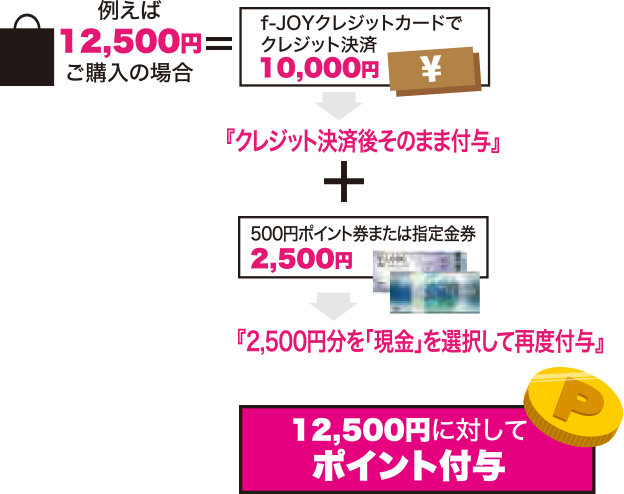 例えば
12,500円
ご購入の場合
=
f-JOYクレジットカードで
クレジット決済
10,000円
¥
『クレジット決済後そのまま付与』
+
500円ポイント券または指定金券
2,500円
『2,500円分を「現金」を選択して再度付与』
P
12,500円に対して
ポイント付与